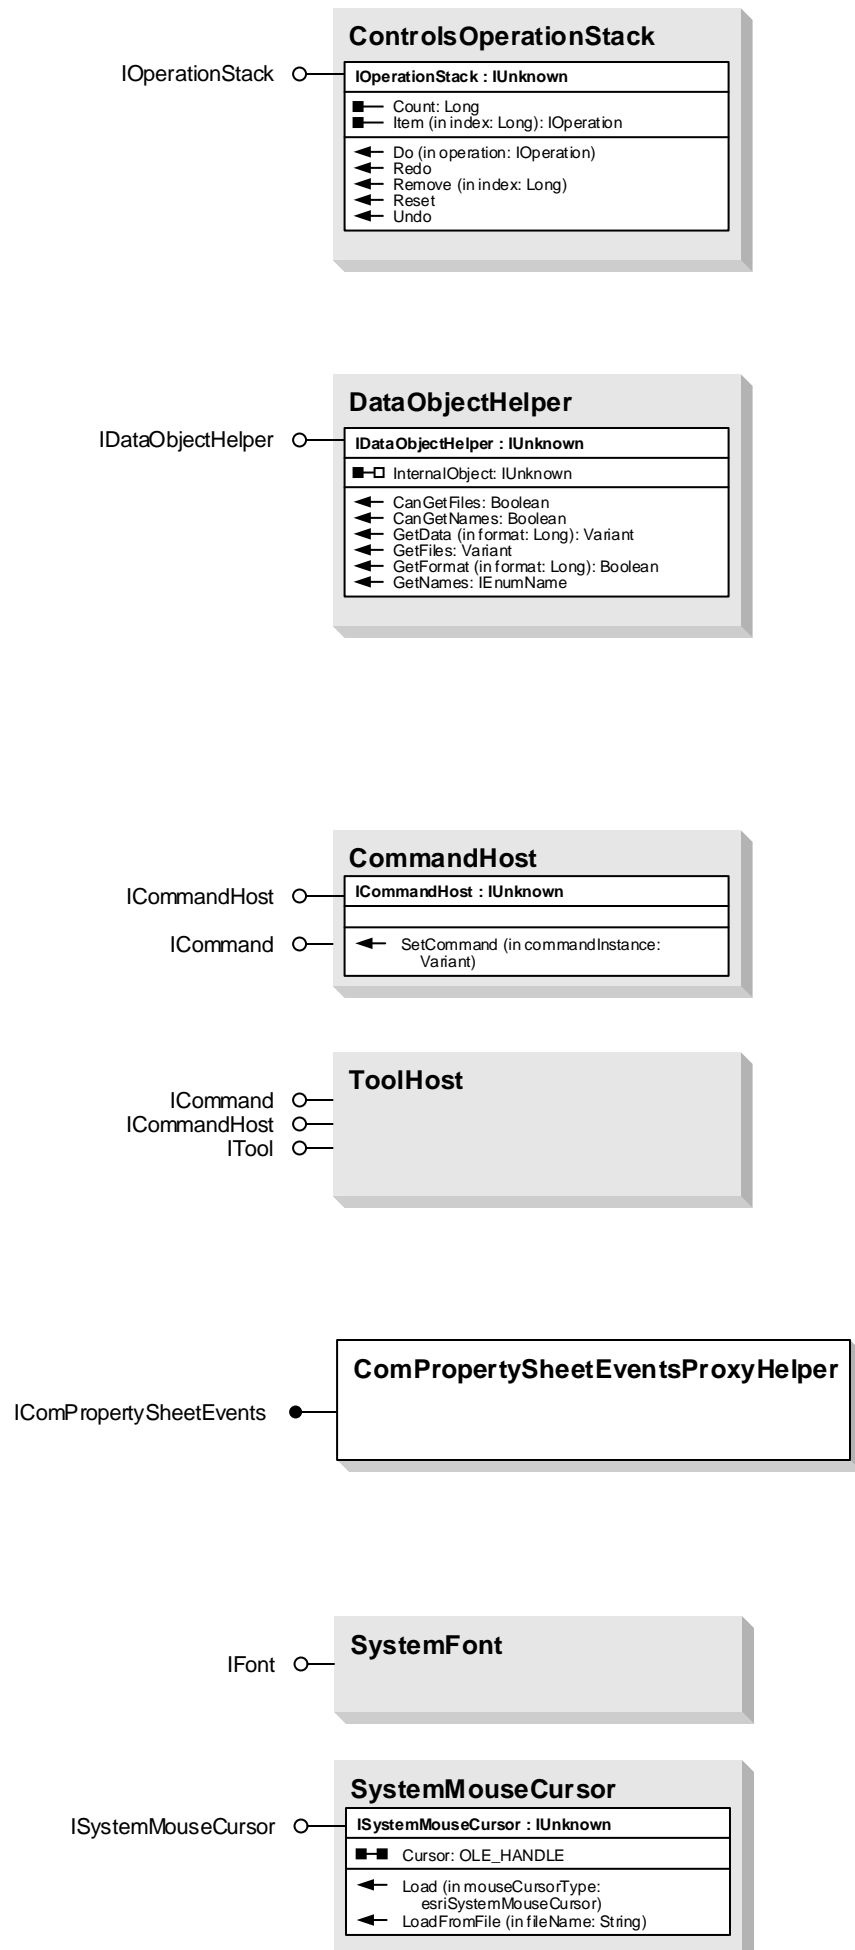 ControlsOperationStack
IOperationStack
IOperationStack : IUnknown
Count: Long
Item (in index: Long): IOperation
Do (in operation: IOperation)
Redo
Remove (in index: Long)
Reset
Undo
DataObjectHelper
IDataObjectHelper
IDataObjectHelper : IUnknown
InternalObject: IUnknown
CanGetFiles: Boolean
CanGetNames: Boolean
GetData (in format: Long): Variant
GetFiles: Variant
GetFormat (in format: Long): Boolean
GetNames: IEnumName
CommandHost
ICommandHost
ICommandHost : IUnknown
ICommand
SetCommand (in commandInstance:
Variant)
ToolHost
ICommand
ICommandHost
ITool
ComPropertySheetEventsProxyHelper
IComPropertySheetEvents
SystemFont
IFont
SystemMouseCursor
ISystemMouseCursor
ISystemMouseCursor : IUnknown
Cursor: OLE_HANDLE
Load (in mouseCursorType:
esriSystemMouseCursor)
LoadFromFile (in fileName: String)